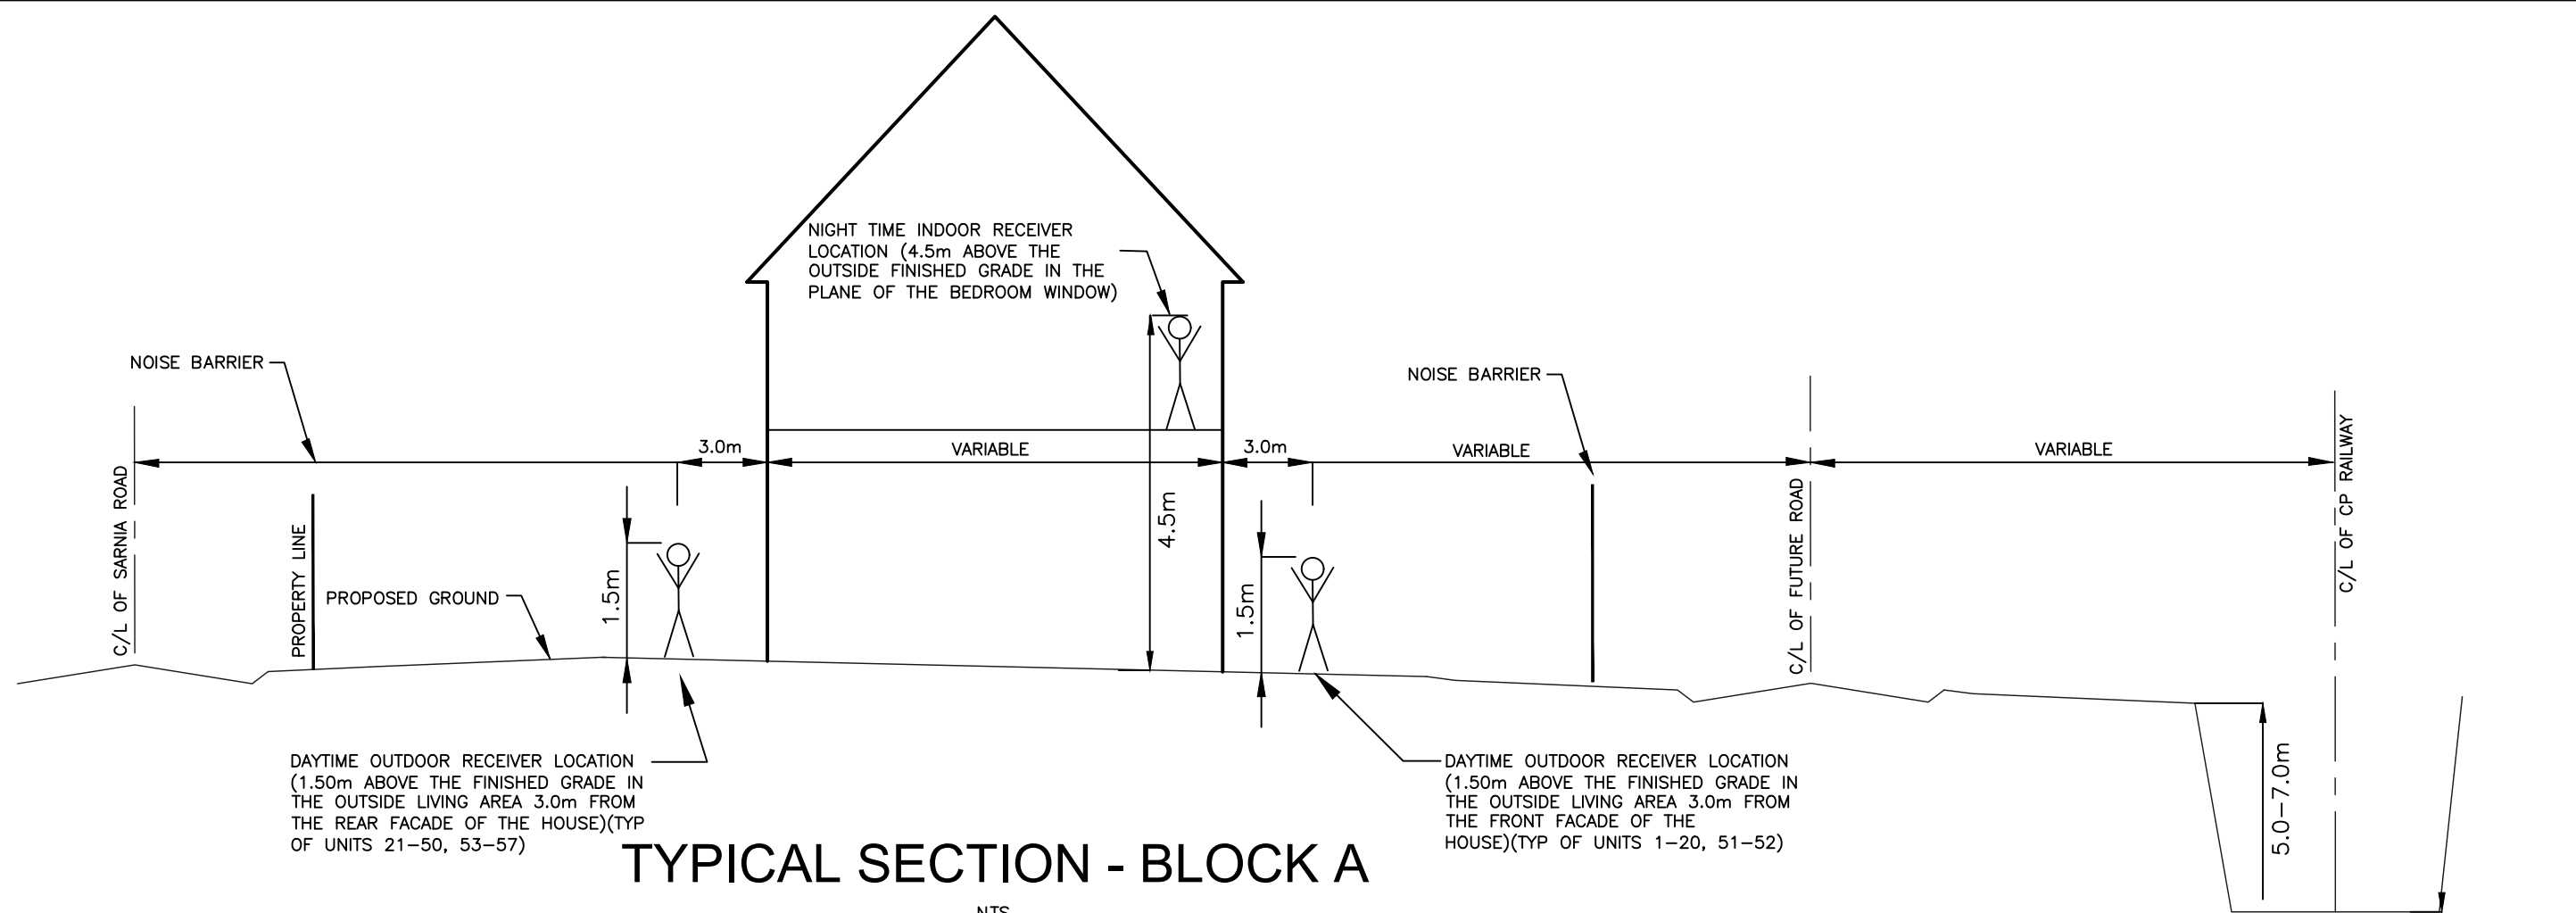 NIGHT TIME INDOOR RECEIVER
LOCATION (4.5m ABOVE THE
OUTSIDE FINISHED GRADE IN THE
PLANE OF THE BEDROOM WINDOW)
NOISE BARRIER
NOISE BARRIER
3.0m
VARIABLE
3.0m
VARIABLE
VARIABLE
C/L OF SARNIA ROAD
PROPERTY LINE
PROPOSED GROUND
1.5m
4.5m
1.5m
C/L OF FUTURE ROAD
C/L OF CP RAILWAY
DAYTIME OUTDOOR RECEIVER LOCATION
(1.50m ABOVE THE FINISHED GRADE IN
THE OUTSIDE LIVING AREA 3.0m FROM
THE REAR FACADE OF THE HOUSE)(TYP
OF UNITS 21-50, 53-57)
DAYTIME OUTDOOR RECEIVER LOCATION
(1.50m ABOVE THE FINISHED GRADE IN
THE OUTSIDE LIVING AREA 3.0m FROM
THE FRONT FACADE OF THE
HOUSE)(TYP OF UNITS 1-20, 51-52)
5.0-7.0m
TYPICAL SECTION - BLOCK A
NTS